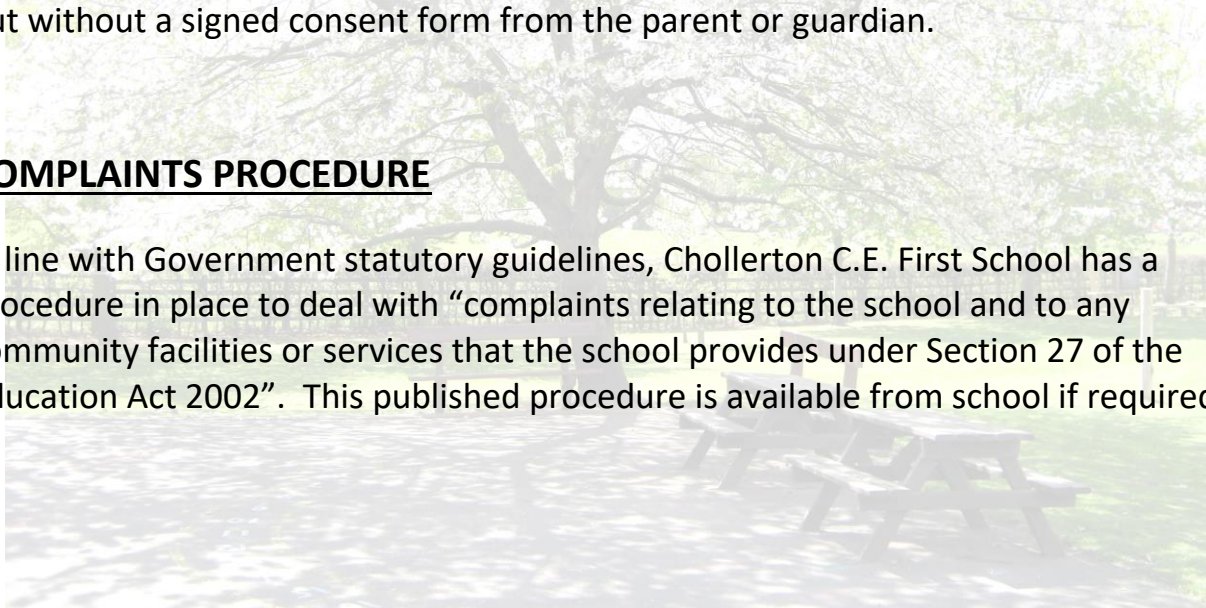 ut without a signed consent form from the parent or guardian.
OMPLAINTS PROCEDURE
line with Government statutory guidelines, Chollerton C.E. First School has a
ocedure in place to deal with “complaints relating to the school and to any
ommunity facilities or services that the school provides under Section 27 of the
ducation Act 2002”.  This published procedure is available from school if required